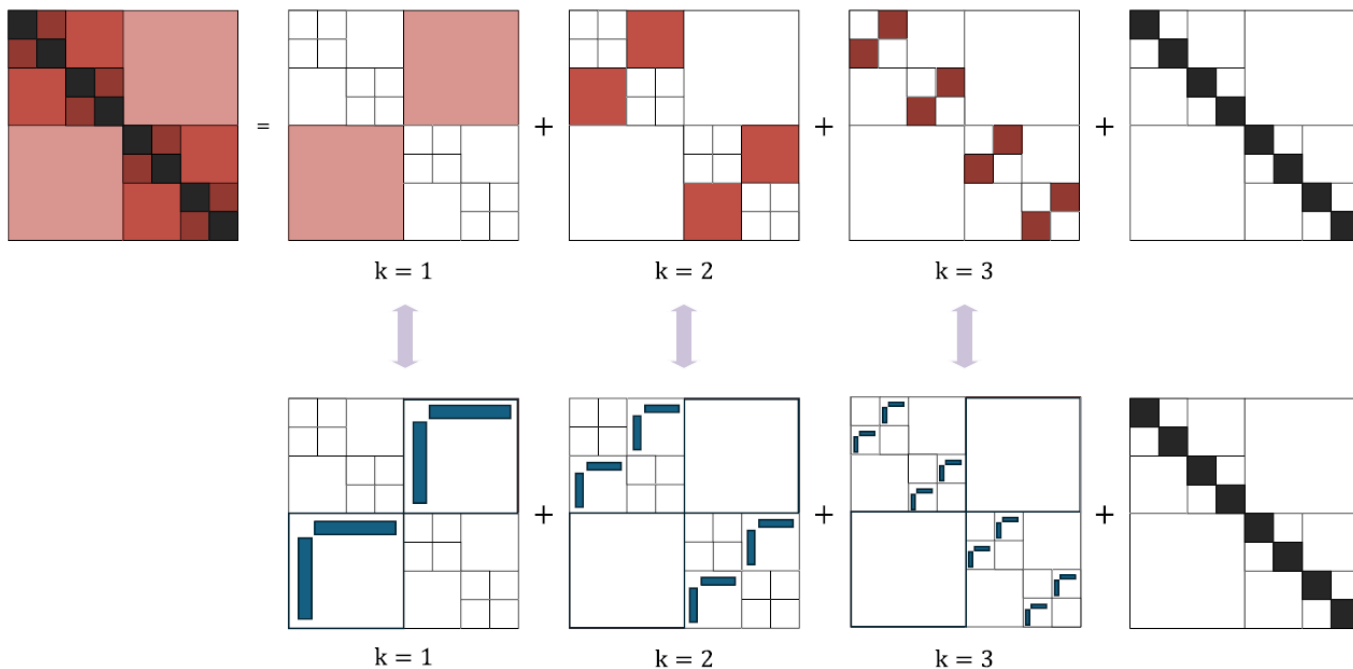 = + + +
k = 1 k = 2 k = 3
+ + +
k = 1 k = 2 k = 3